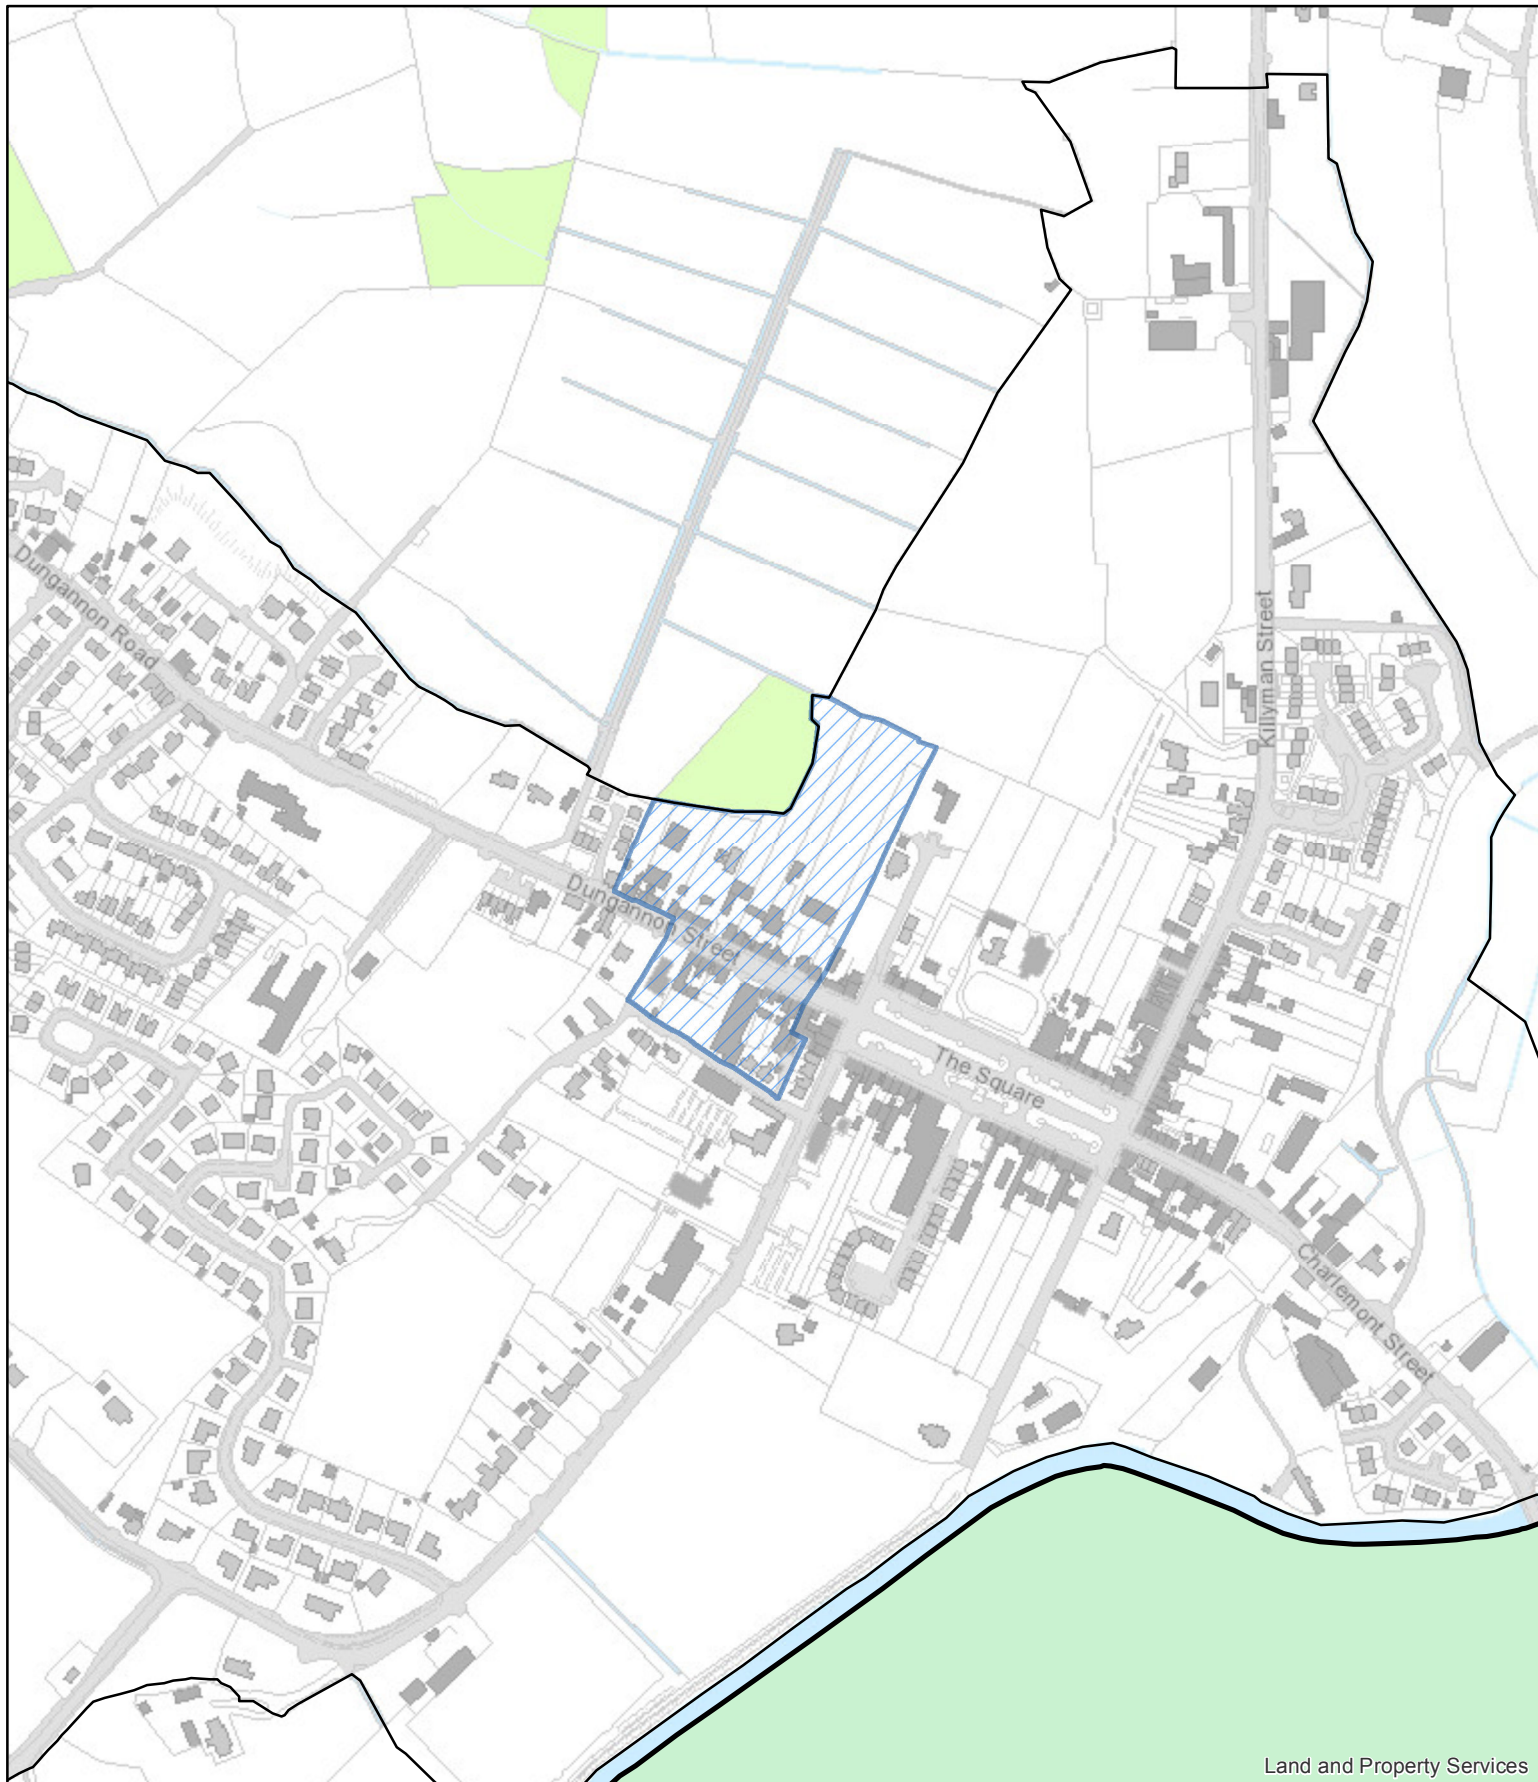 Dungannon Road
Killyman Street
Dungannon Street
The Square
Charlemont Street
Land and Property Services